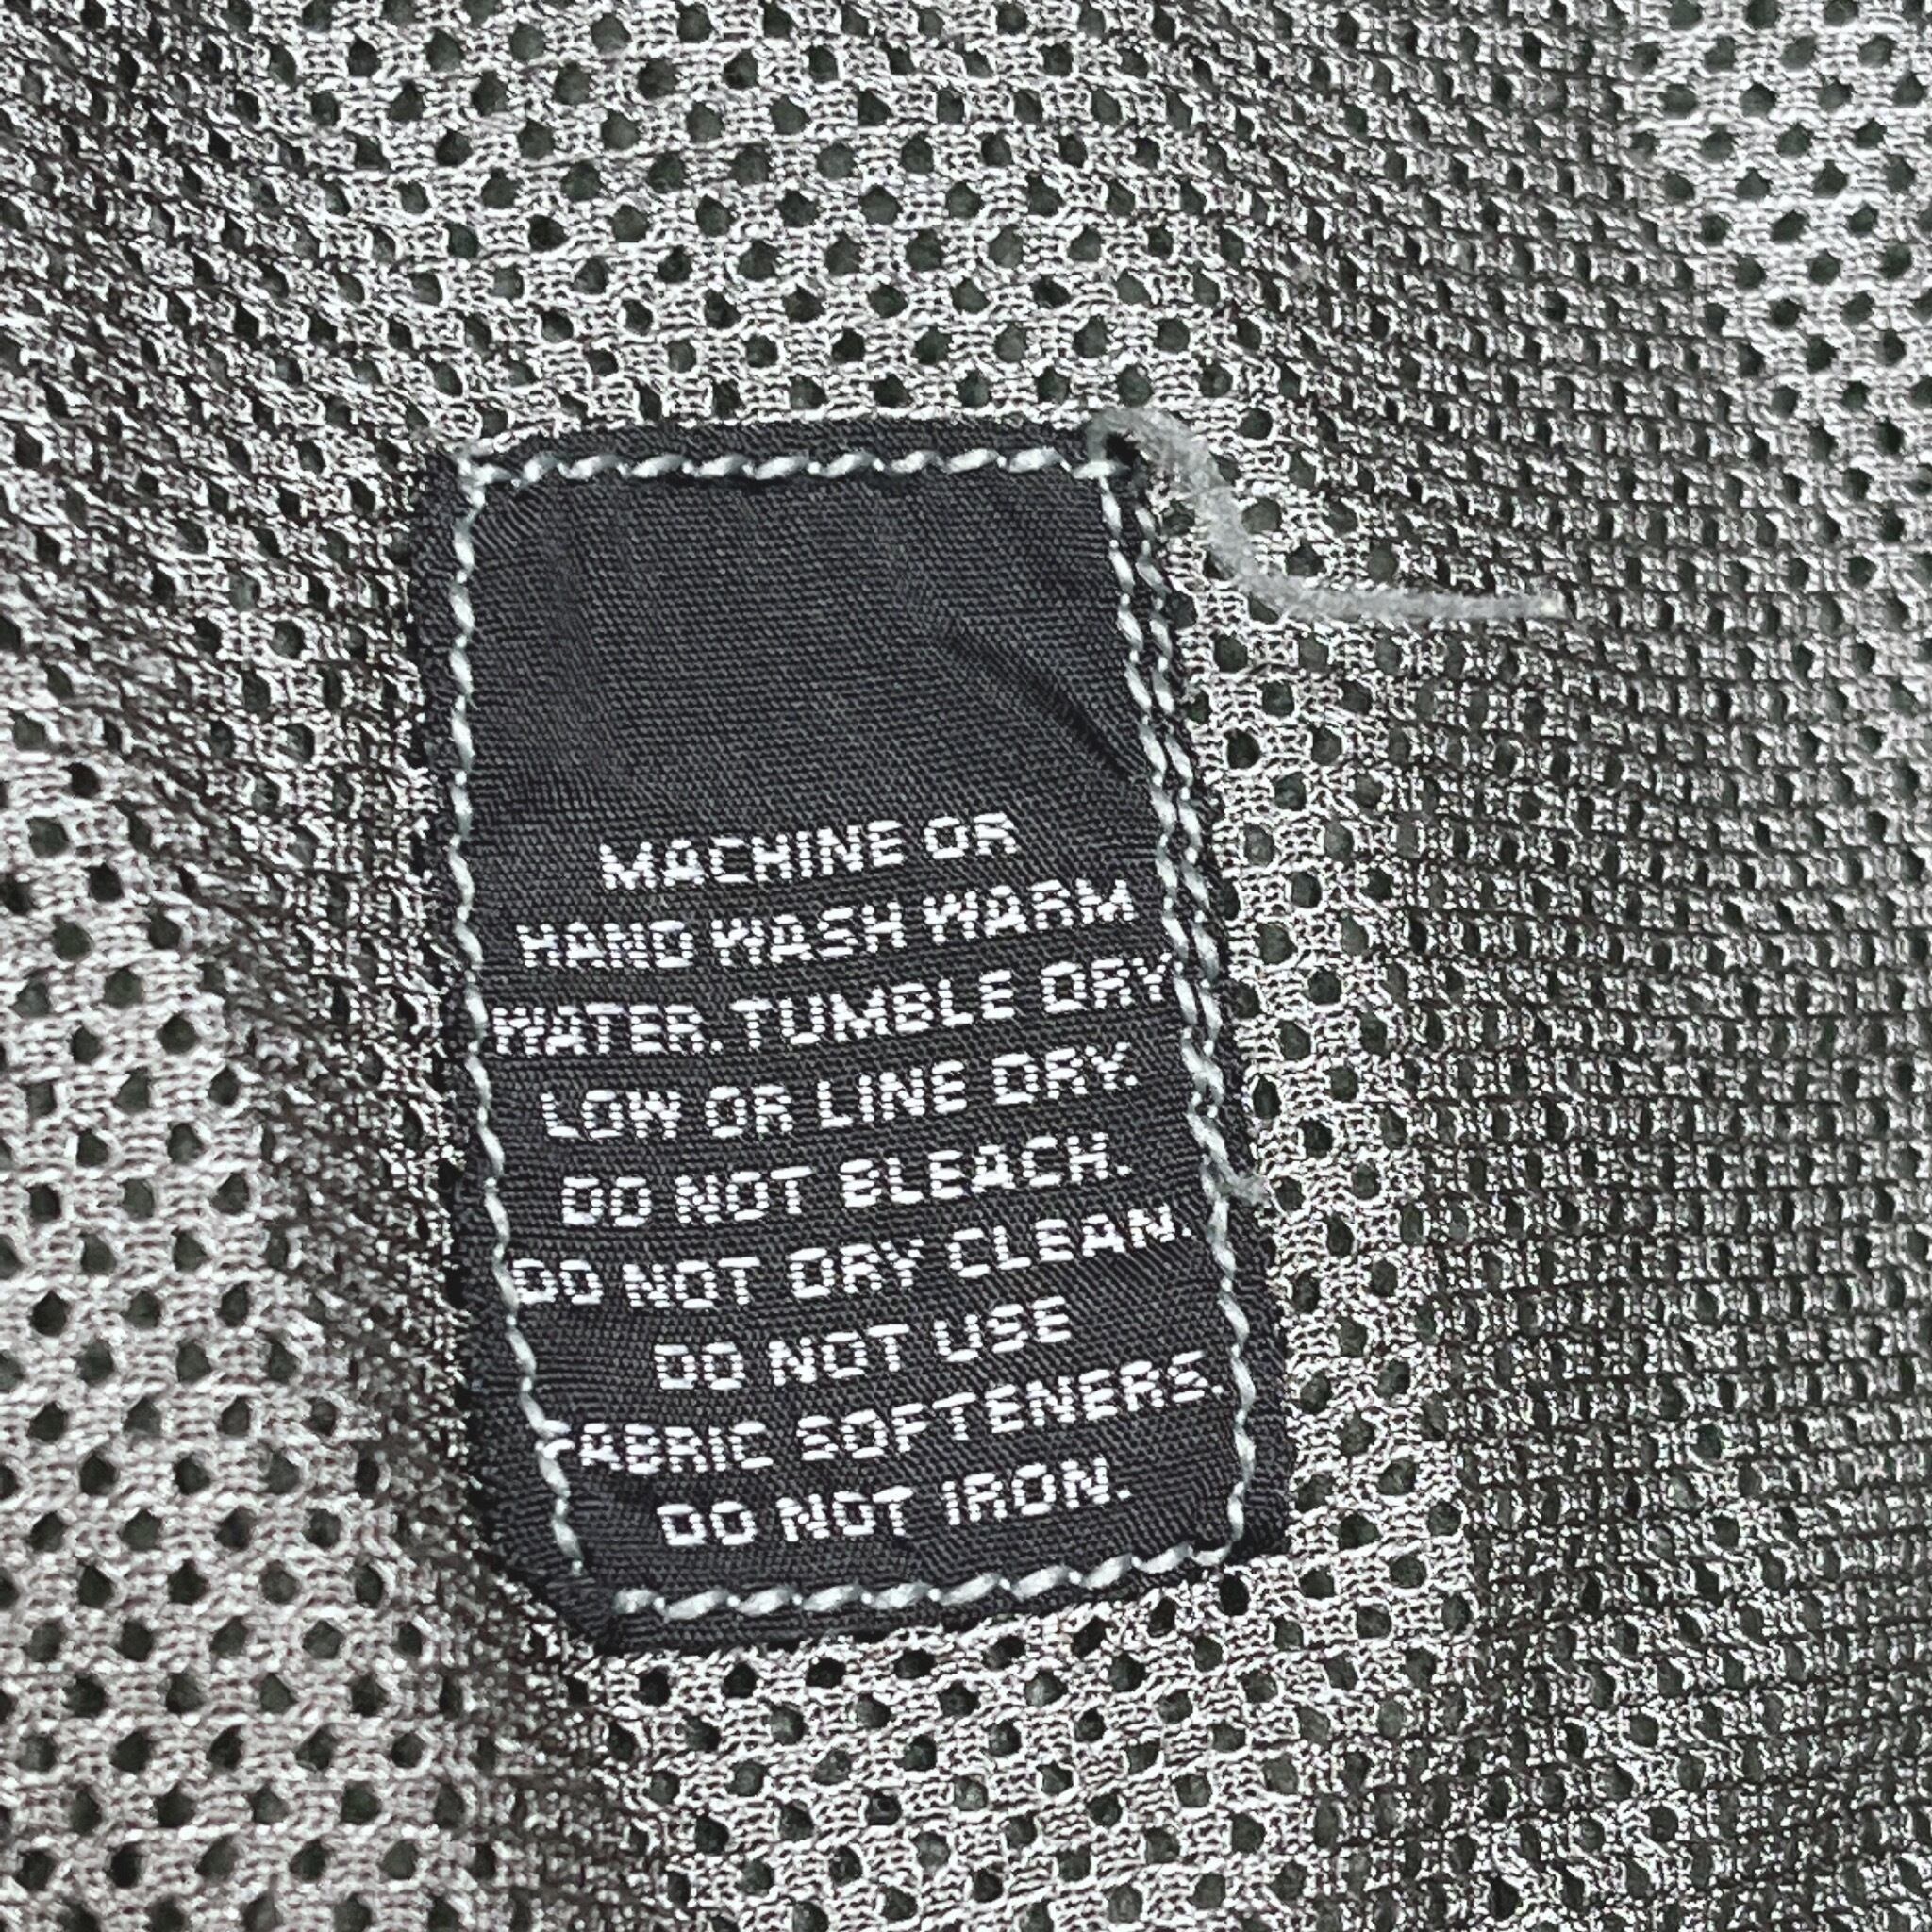 MACHINE OR
HAND WASH WARM
WATER. TUMBLE DRY
LOW OR LINE DRY.
DO NOT BLEACH.
DO NOT DRY CLEAN.
DO NOT USE
FABRIC SOFTENERS.
DO NOT IRON.